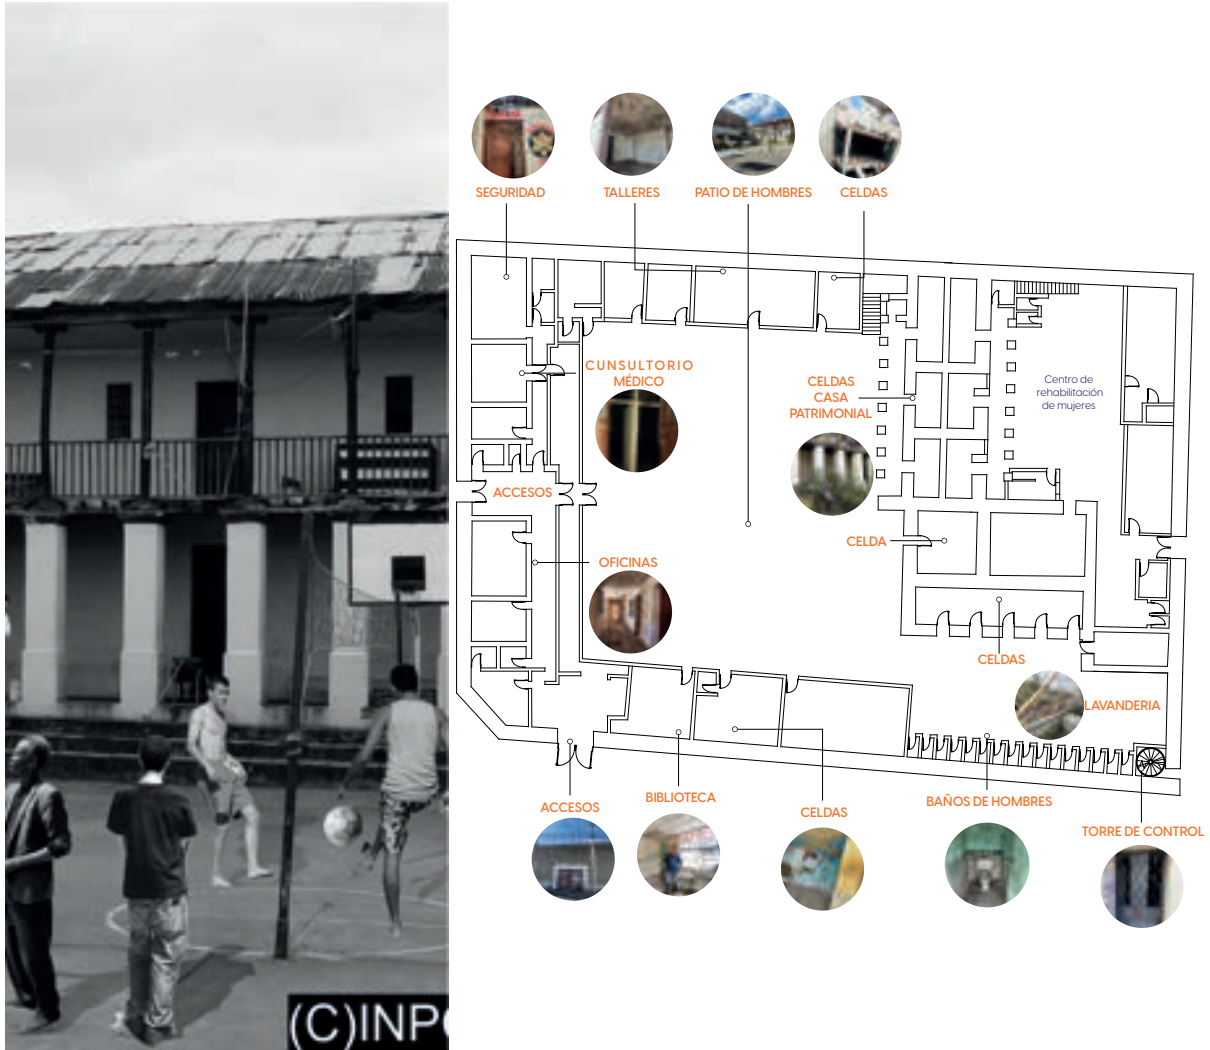 SEGURIDAD
TALLERES
PATIO DE HOMBRES
CELDAS
CUNSULTORIO
MÉDICO
CELDAS
CASA
PATRIMONIAL
Centro de
rehabilitación
de mujeres
ACCESOS
CELDA
OFICINAS
CELDAS
LAVANDERIA
ACCESOS
BIBLIOTECA
CELDAS
BAÑOS DE HOMBRES
TORRE DE CONTROL
(C)INP